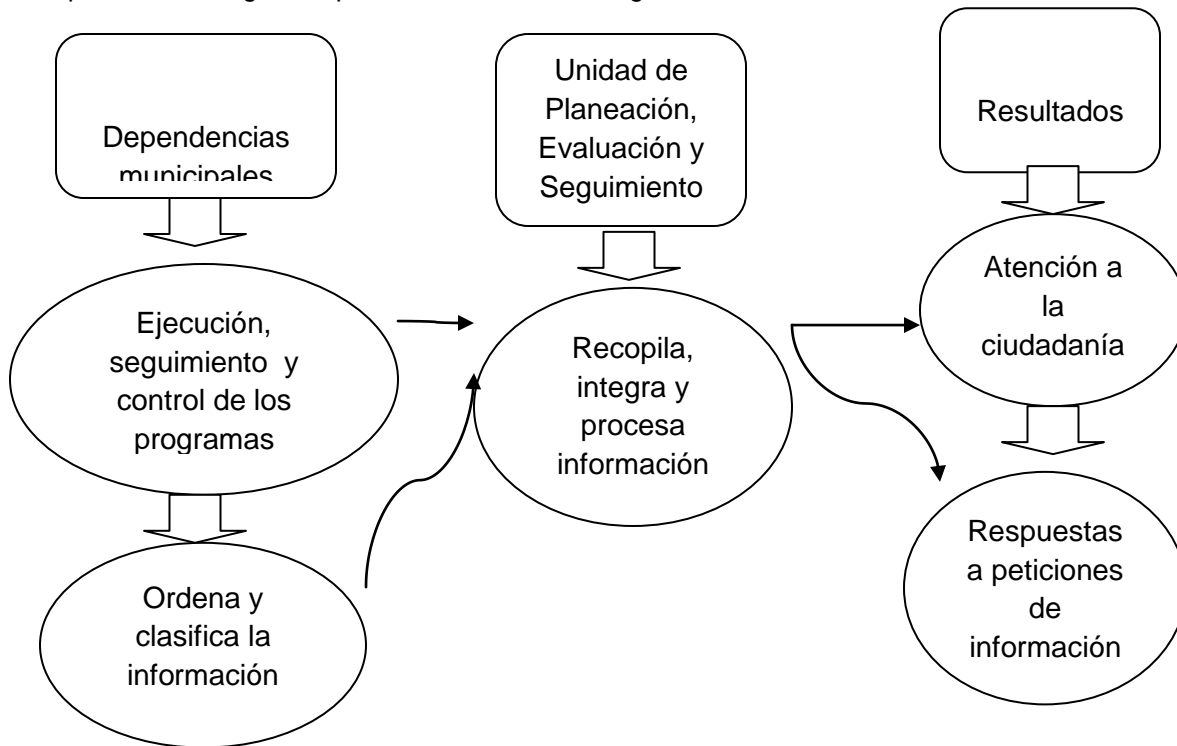 Dependencias
municipales
Ejecución,
seguimiento y
control de los
programas
Ordena y
clasifica la
información
Unidad de
Planeación,
Evaluación y
Seguimiento
Recopila,
integra y
procesa
información
Resultados
Atención a
la
ciudadanía
Respuestas
a peticiones
de
información